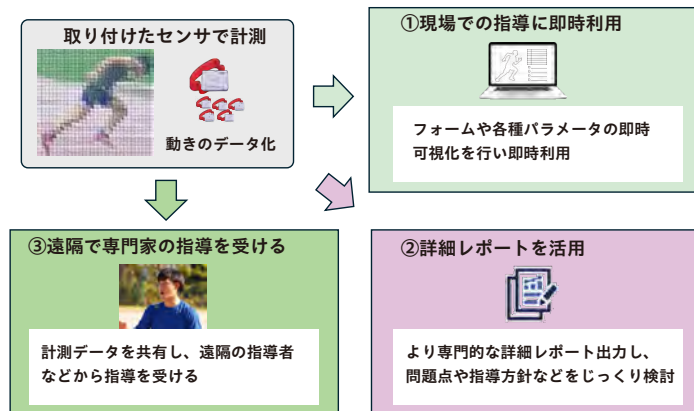 取り付けたセンサで計測
動きのデータ化
①現場での指導に即時利用
フォームや各種パラメータの即時
可視化を行い即時利用
③遠隔で専門家の指導を受ける
計測データを共有し、遠隔の指導者
などから指導を受ける
②詳細レポートを活用
より専門的な詳細レポート出力し、
問題点や指導方針などをじっくり検討